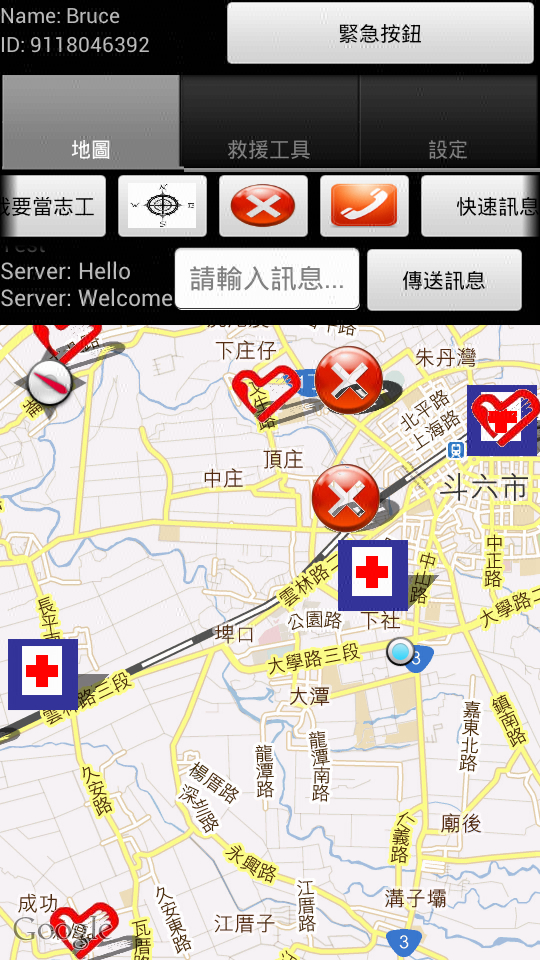 Name: Bruce
緊急按鈕
ID: 9118046392
地圖
救援工具
設定
我要當志工
N
W
E
S
快速訊息
Test
Server: Hello
Server: Welcome
請輸入訊息...
傳送訊息
下庄仔
朱丹灣
文生路
北平路
上海路
頂庄
中庄
斗六市
雲林路二
中正路
長平
公園路
下社
大學路二
埤口
大學路三段
3
大潭
雲林路三段
鎮南路
嘉東北路
龍潭路
龍潭南路
久安路
楊厝路
深圳路
仁義路
廟後
永興路
成功
久安東路
江厝路
溝子壩
江厝子
瓦厝路
Google
3